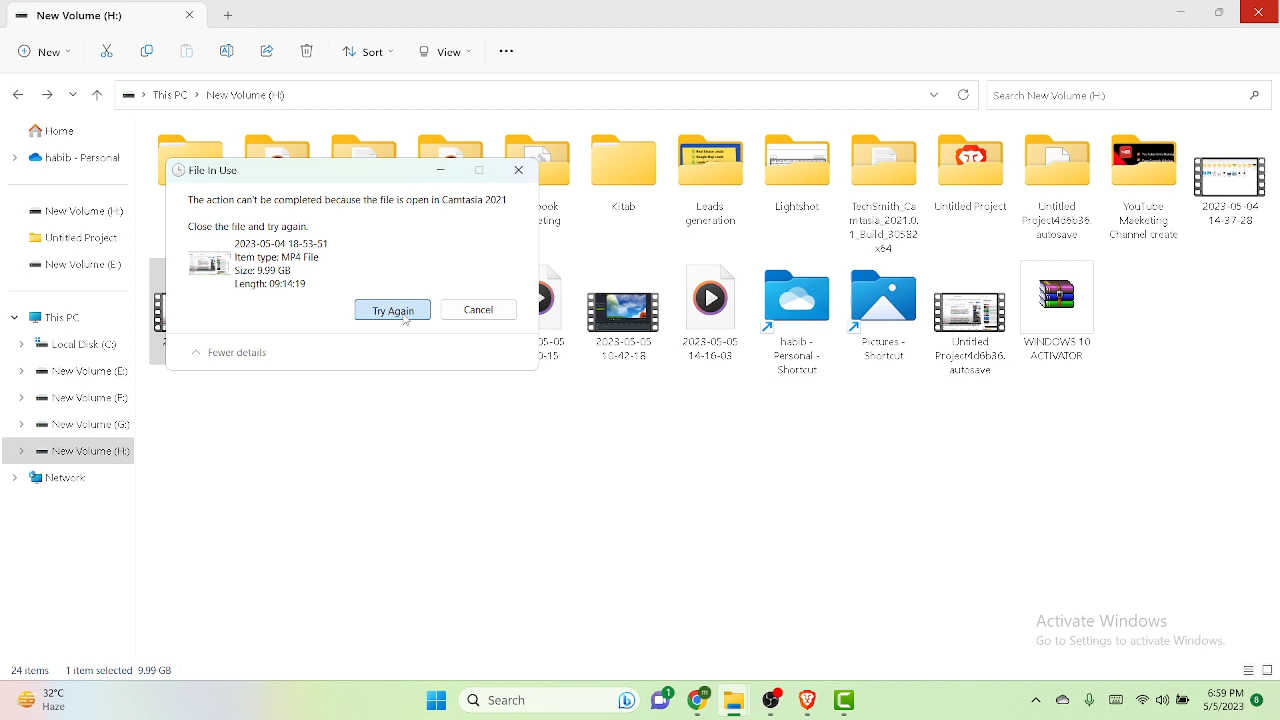 New Volume (H:)
New
Sort
View
This PC
New Volume (H:)
Search New Volume (H:)
Home
habib - Personal
New Volume (H:)
Untitled Project
New Volume (E:)
This PC
Local Disk (C:)
New Volume (E:)
New Volume (F:)
New Volume (G:)
New Volume (H:)
Network
File In Use
The action can't be completed because the file is open in Camtasia 2021
Close the file and try again.
2023-05-04 18-53-51
Item type: MP4 File
Size: 9.99 GB
Length: 09:14:19
Try Again
Cancel
Fewer details
Kitab
Leads
generation
Lightshot
TechSmith_Ca
mtasia_2021.0.
1_Build_30582
x64
Untitled Project
Untitled
Project4d6b36.
autosave
YouTube
Maeketing
Channel create
2023-05-04
14-37-28
2023-05-05
10-42-18
2023-05-05
14-16-03
habib -
Personal -
Shortcut
Pictures -
Shortcut
Untitled
Project4d6b36.
autosave
WINDOWS 10
ACTIVATOR
Activate Windows
Go to Settings to activate Windows.
24 items
1 item selected 9.99 GB
32°C
Haze
Search
1
m
6:59 PM
5/5/2023
8